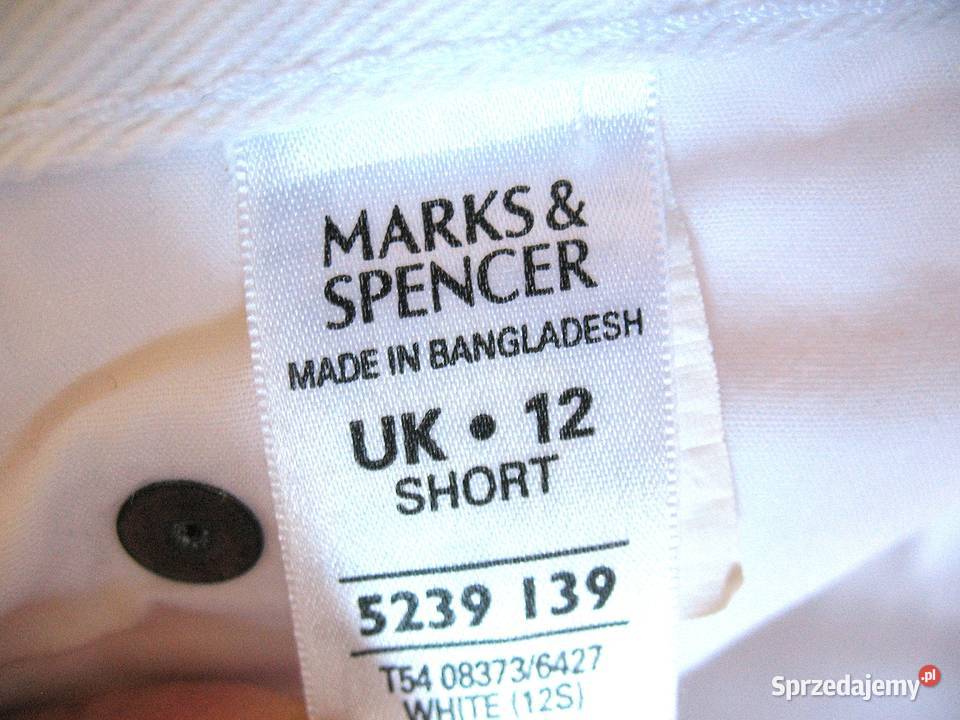 MARKS &
SPENCER
MADE IN BANGLADESH
UK • 12
SHORT
5239 139
T54 08373/6427
WHITE (12S)
Sprzedajemy.pl